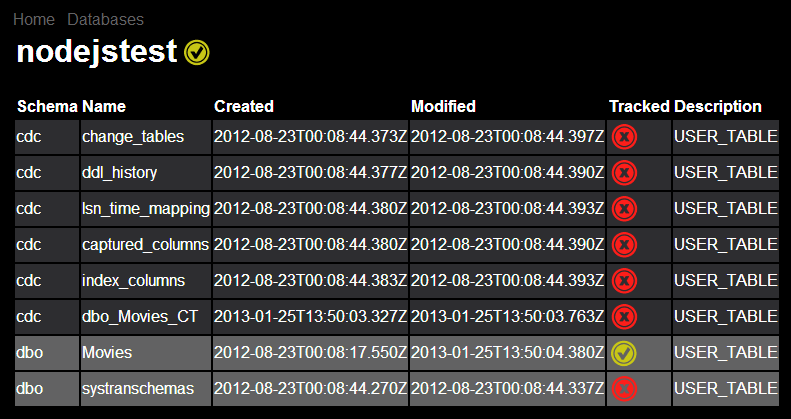 Home Databases
nodejstest
Schema Name Created Modified Tracked Description
cdc change_tables 2012-08-23T00:08:44.373Z 2012-08-23T00:08:44.397Z USER_TABLE
cdc ddl_history 2012-08-23T00:08:44.377Z 2012-08-23T00:08:44.390Z USER_TABLE
cdc lsn_time_mapping 2012-08-23T00:08:44.380Z 2012-08-23T00:08:44.393Z USER_TABLE
cdc captured_columns 2012-08-23T00:08:44.380Z 2012-08-23T00:08:44.390Z USER_TABLE
cdc index_columns 2012-08-23T00:08:44.383Z 2012-08-23T00:08:44.393Z USER_TABLE
cdc dbo_Movies_CT 2013-01-25T13:50:03.327Z 2013-01-25T13:50:03.763Z USER_TABLE
dbo Movies 2012-08-23T00:08:17.550Z 2013-01-25T13:50:04.380Z USER_TABLE
dbo systranschemas 2012-08-23T00:08:44.270Z 2012-08-23T00:08:44.337Z USER_TABLE